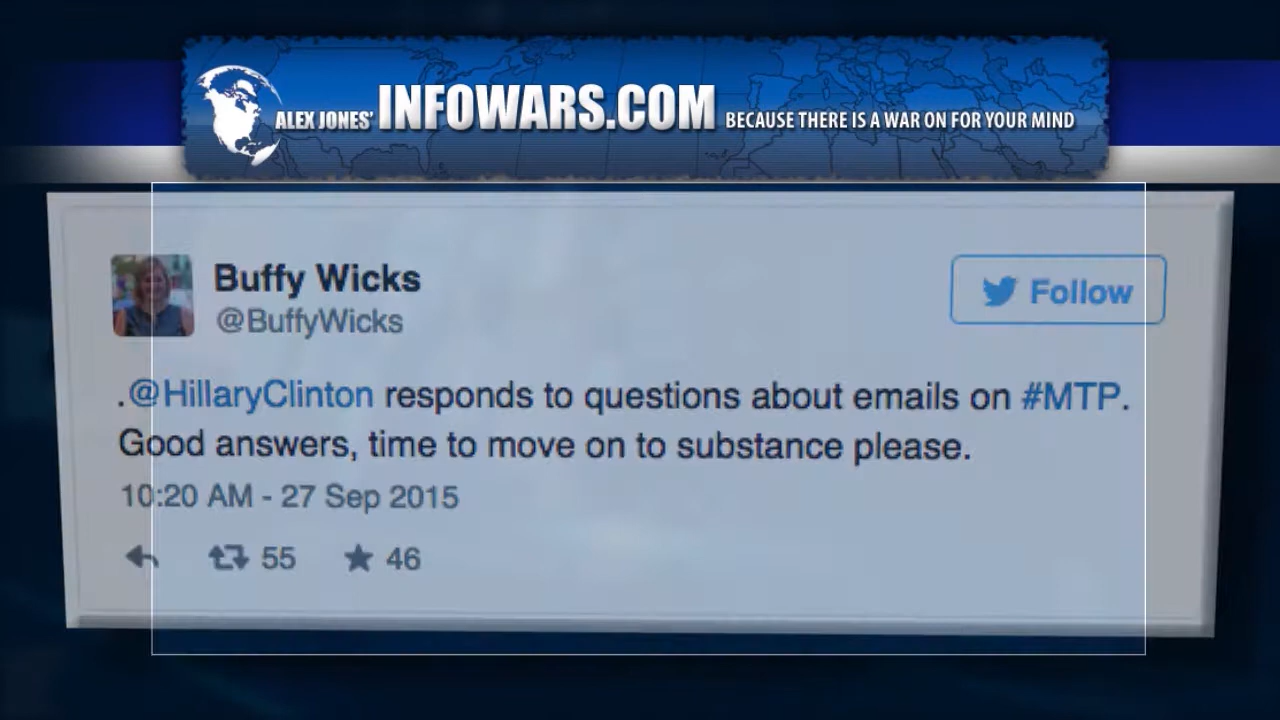 ALEX JONES' INFOWARS.COM BECAUSE THERE IS A WAR ON FOR YOUR MIND
Buffy Wicks
@BuffyWicks
Follow
.@HillaryClinton responds to questions about emails on #MTP.
Good answers, time to move on to substance please.
10:20 AM - 27 Sep 2015
55 46